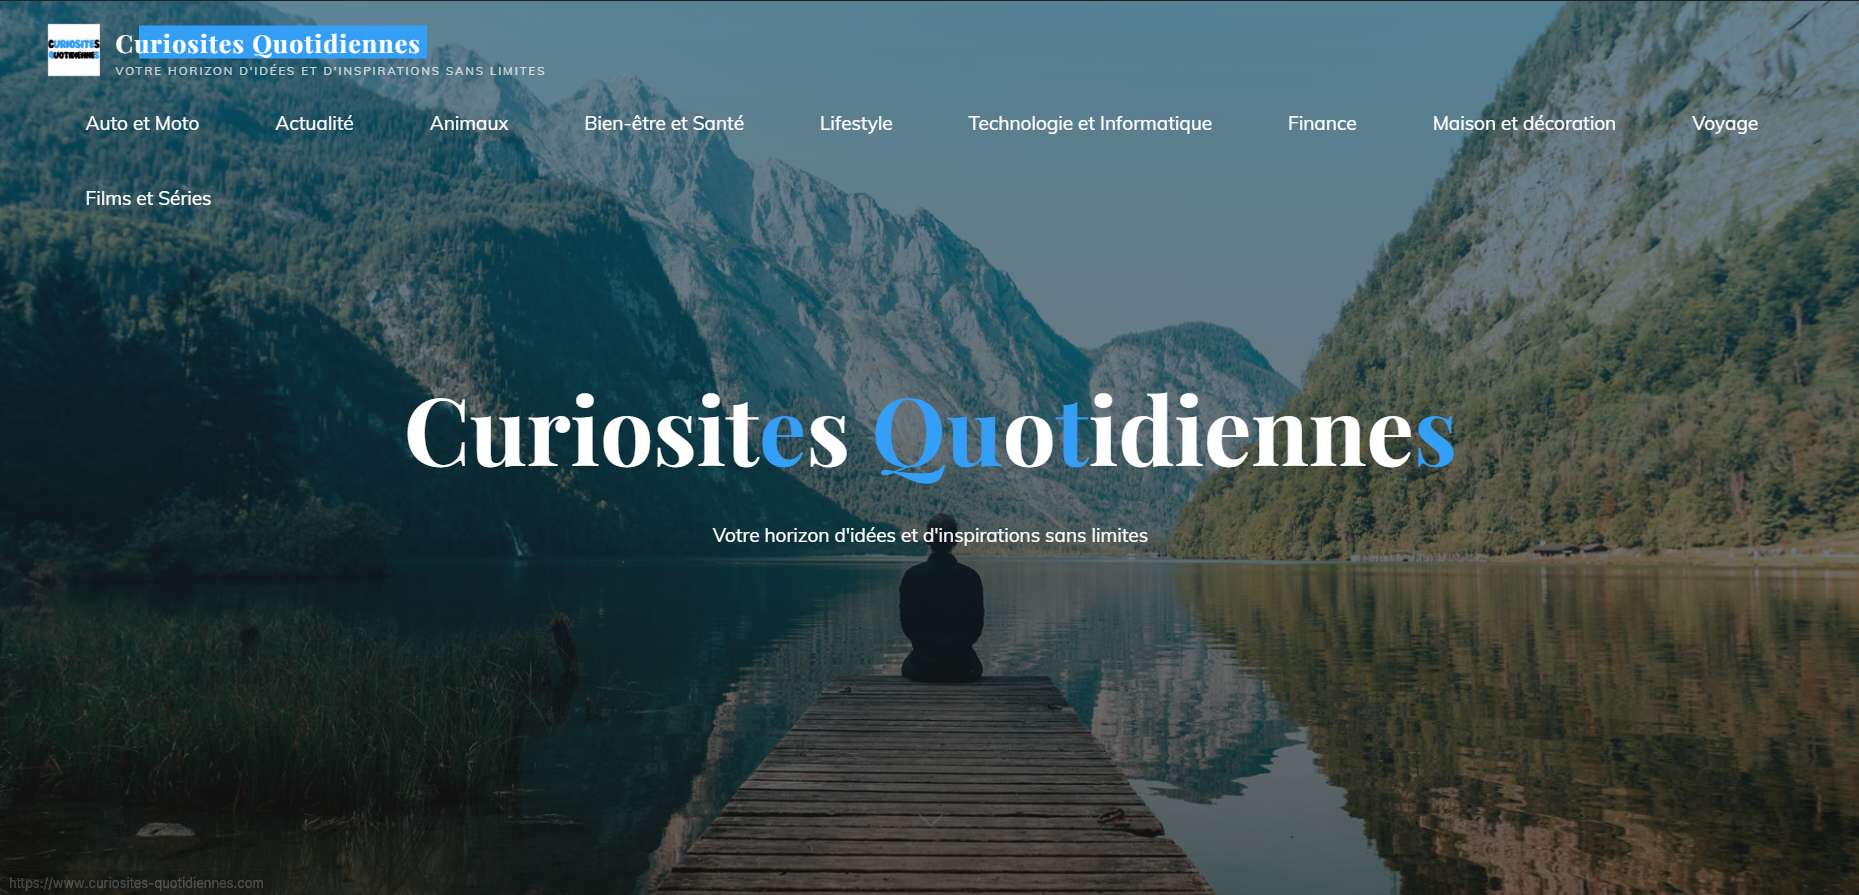 CURIOSITES
QUOTIDIENNES
Curiosites Quotidiennes
VOTRE HORIZON D'IDÉES ET D'INSPIRATIONS SANS LIMITES
Auto et Moto Actualité Animaux Bien-être et Santé Lifestyle Technologie et Informatique Finance Maison et décoration Voyage
Films et Séries
Curiosites Quotidiennes
Votre horizon d'idées et d'inspirations sans limites
https://www.curiosites-quotidiennes.com